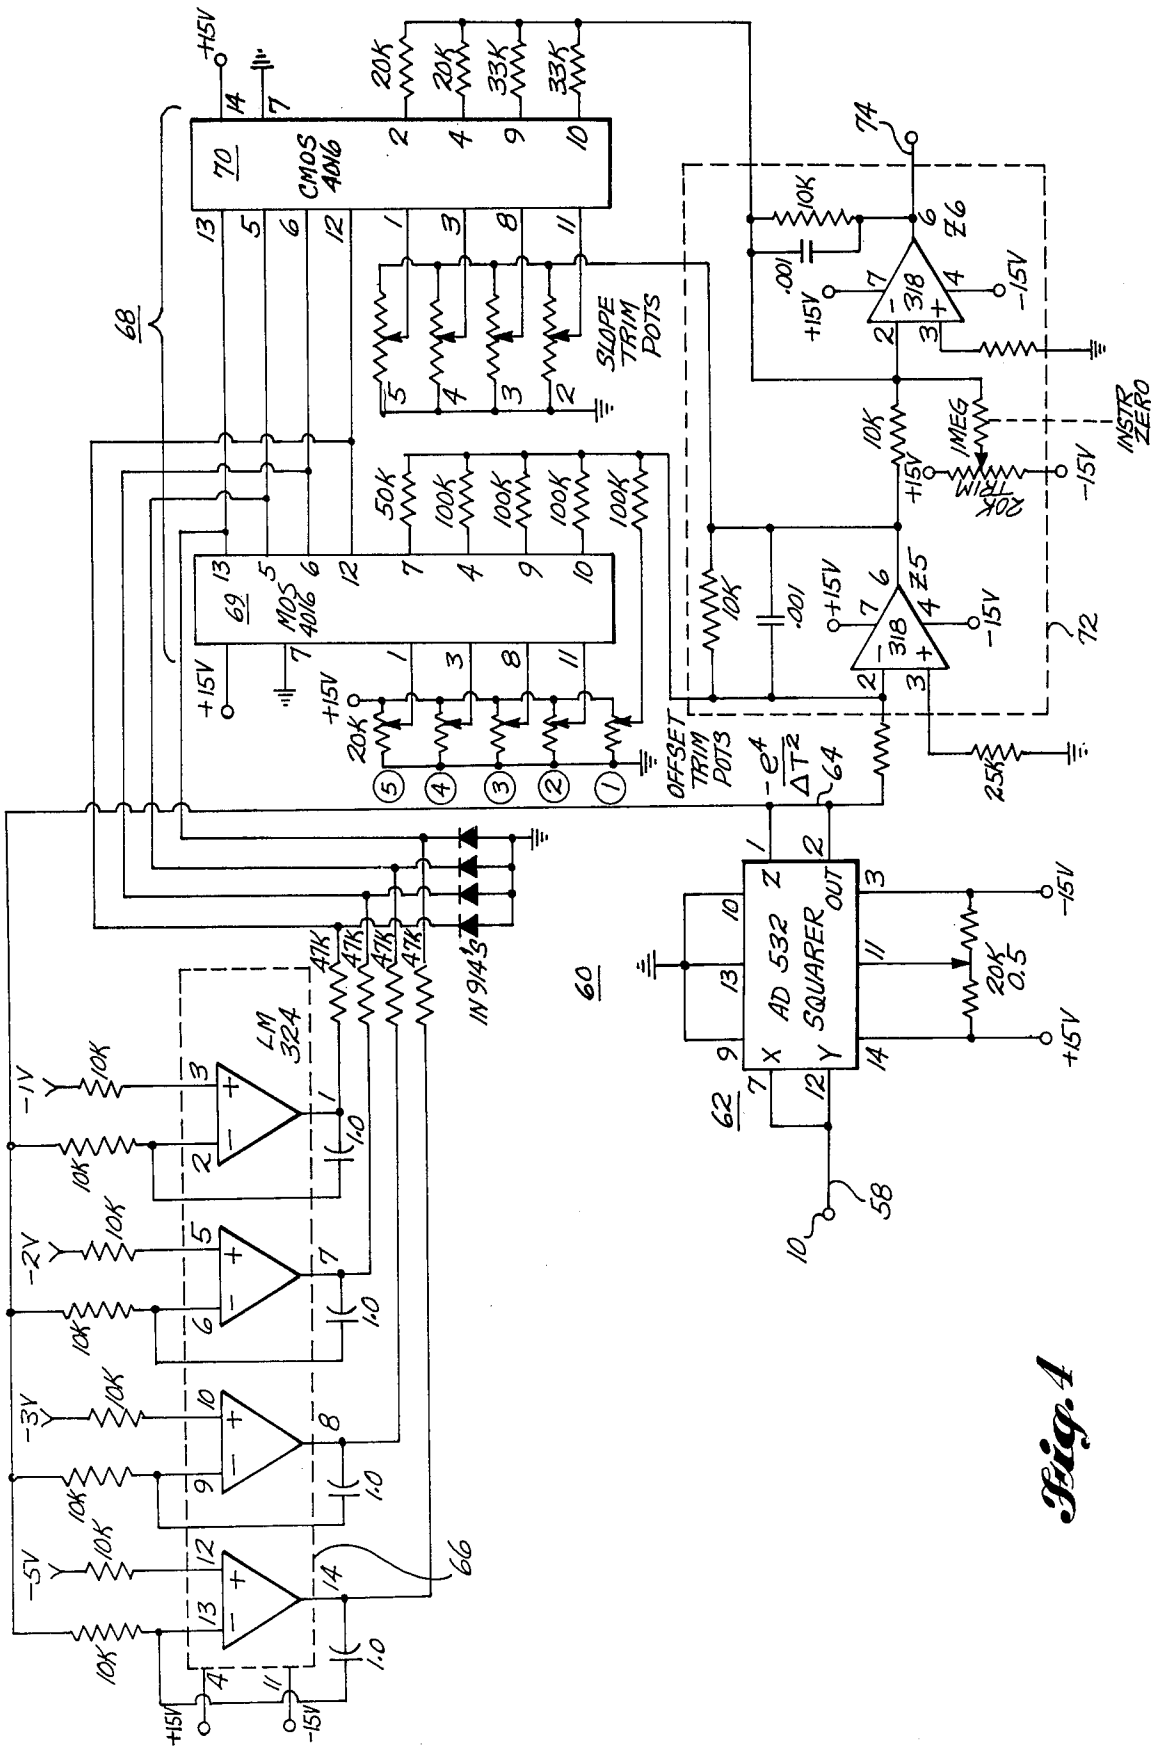 -5V
10K
10K
-3V
10K
10K
-2V
10K
10K
-1V
10K
10K
+15V
4
11
-15V
13
12
14
1.0
9
10
8
1.0
6
5
7
1.0
2
3
1
1.0
LM
324
66
47K
47K
47K
47K
IN914'S
68
+15V
69
MOS
4016
7
13
5
6
12
7
4
9
10
1
3
8
11
50K
100K
100K
100K
100K
+15V
20K
5
4
3
2
1
OFFSET
TRIM
POTS
+15V
14
7
70
CMOS
4016
13
5
6
12
1
3
8
11
2
4
9
10
20K
20K
33K
33K
5
4
3
2
SLOPE
TRIM
POTS
60
62
10
58
7
12
9
13
10
X
Y
AD 532
SQUARER
Z
OUT
1
2
14
11
3
+15V
20K
0.5
-15V
-e⁴
ΔT²
64
25K
10K
.001
2
3
318
+15V
7
6
Z5
4
-15V
72
10K
+15V
20K
TRIM
-15V
1MEG
INSTR
ZERO
10K
.001
+15V
7
2
3
318
6
Z6
4
-15V
74
Fig. 4